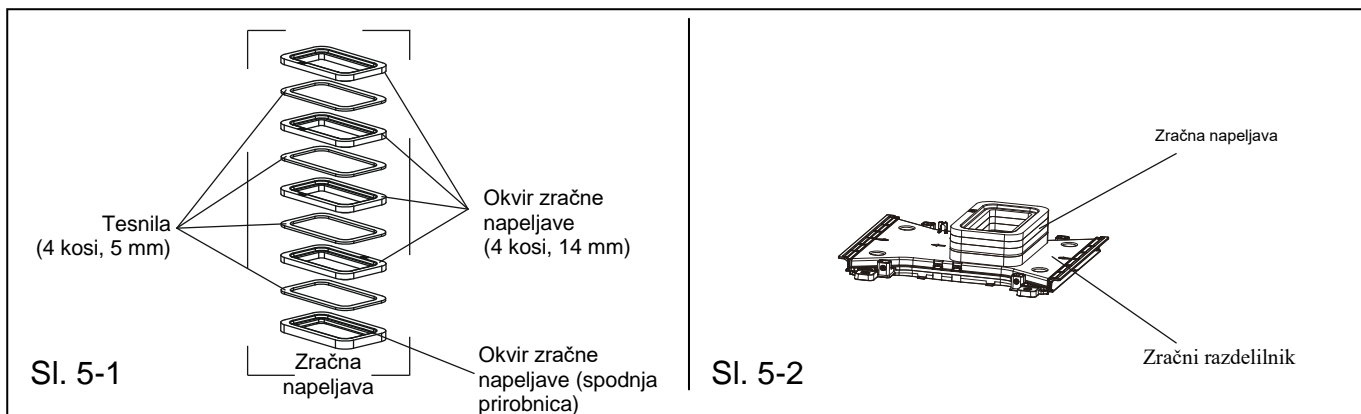 Tesnila
(4 kosi, 5 mm)
Okvir zračne
napeljave
(4 kosi, 14 mm)
Zračna
napeljava
Okvir zračne
napeljave (spodnja
prirobnica)
Sl. 5-1
Zračna napeljava
Zračni razdelilnik
Sl. 5-2